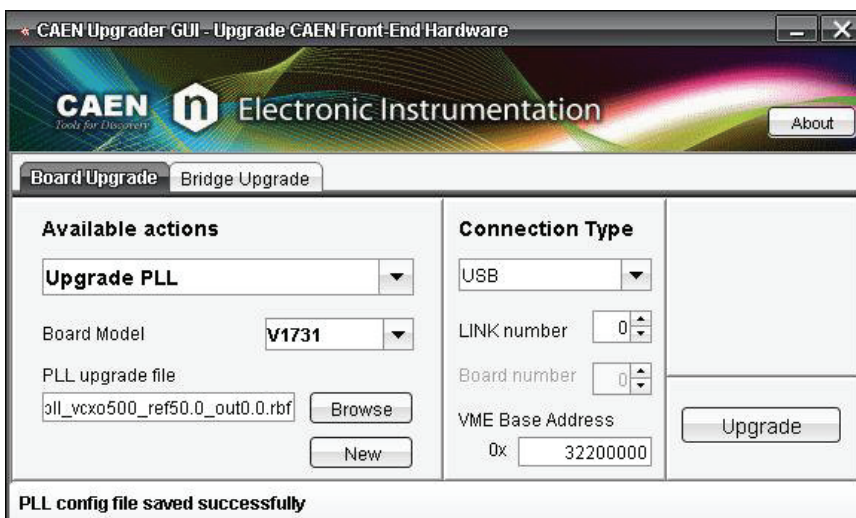 CAEN Upgrader GUI - Upgrade CAEN Front-End Hardware
CAEN
Tools for Discovery
n
Electronic Instrumentation
About
Board Upgrade
Bridge Upgrade
Available actions
Upgrade PLL
Board Model
V1731
PLL upgrade file
oll_vcxo500_ref50.0_out0.0.rbf
Browse
New
Connection Type
USB
LINK number
0
Board number
0
VME Base Address
0x
32200000
Upgrade
PLL config file saved successfully